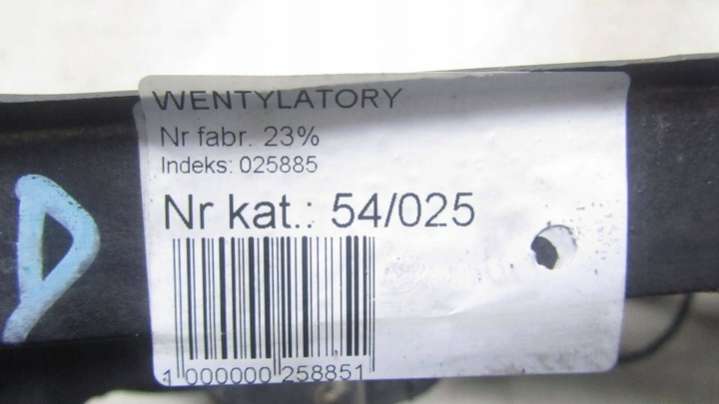 WENTYLATORY
Nr fabr. 23%
Indeks: 025885
Nr kat.: 54/025
1 000000 258851
D